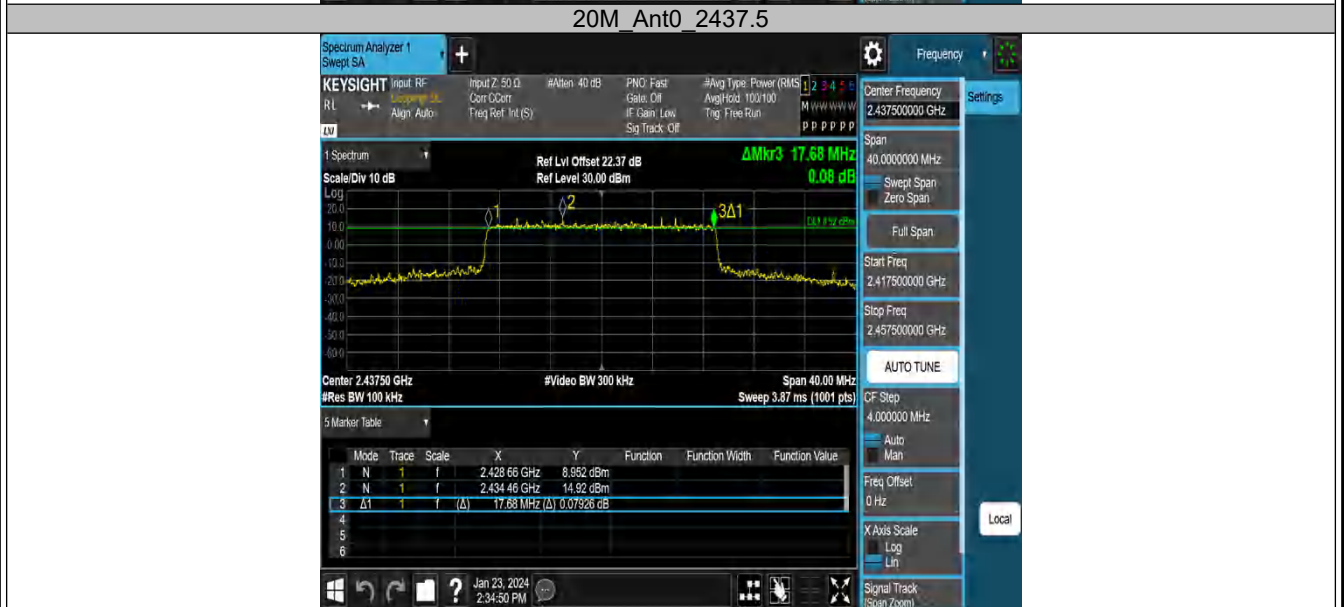 20M_Ant0_2437.5
Spectrum Analyzer 1
Swept SA
+
Frequency
KEYSIGHT Input: RF
RL
Align: Auto
LXI
Input Z: 50 Ω
Corr CCorr
Freq Ref: Int (S)
#Atten: 40 dB
PNO: Fast
Gate: Off
IF Gain: Low
Sig Track: Off
#Avg Type: Power (RMS
Avg|Hold: 100/100
Trig: Free Run
1 2 3 4 5 6
M W W W W W
P P P P P P
Center Frequency
2.437500000 GHz
Settings
Span
40.0000000 MHz
Swept Span
Zero Span
Full Span
Start Freq
2.417500000 GHz
Stop Freq
2.457500000 GHz
AUTO TUNE
CF Step
4.000000 MHz
Auto
Man
Freq Offset
0 Hz
X Axis Scale
Log
Lin
Signal Track
(Span Zoom)
Local
1 Spectrum
Scale/Div 10 dB
Ref Lvl Offset 22.37 dB
Ref Level 30.00 dBm
ΔMkr3 17.68 MHz
0.08 dB
Log
20.0
10.0
0.00
-10.0
-20.0
-30.0
-40.0
-50.0
-60.0
1
2
3Δ1
Center 2.43750 GHz
#Res BW 100 kHz
#Video BW 300 kHz
Span 40.00 MHz
Sweep 3.87 ms (1001 pts)
5 Marker Table
Mode Trace Scale X Y Function Function Width Function Value
1 N 1 f 2.428 66 GHz 8.952 dBm
2 N 1 f 2.434 46 GHz 14.92 dBm
3 Δ1 1 f (Δ) 17.68 MHz (Δ) 0.07926 dB
4
5
6
?
Jan 23, 2024
2:34:50 PM